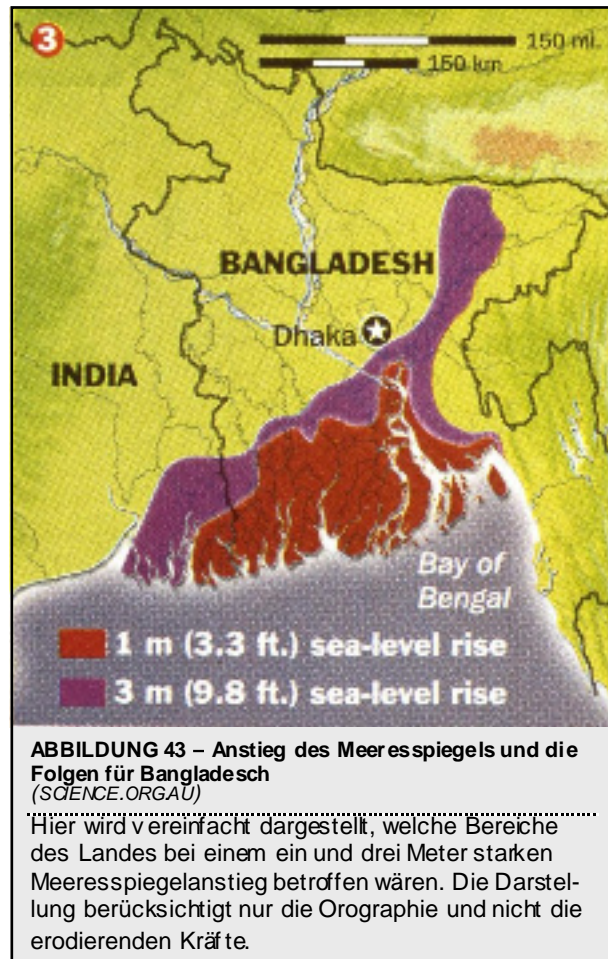 3
150 mi.
150 km
BANGLADESH
Dhaka
INDIA
Bay of
Bengal
1 m (3.3 ft.) sea-level rise
3 m (9.8 ft.) sea-level rise
ABBILDUNG 43 – Anstieg des Meeresspiegels und die
Folgen für Bangladesch
(SCIENCE.ORG.AU)
Hier wird vereinfacht dargestellt, welche Bereiche
des Landes bei einem ein und drei Meter starken
Meeresspiegelanstieg betroffen wären. Die Darstel-
lung berücksichtigt nur die Orographie und nicht die
erodierenden Kräfte.